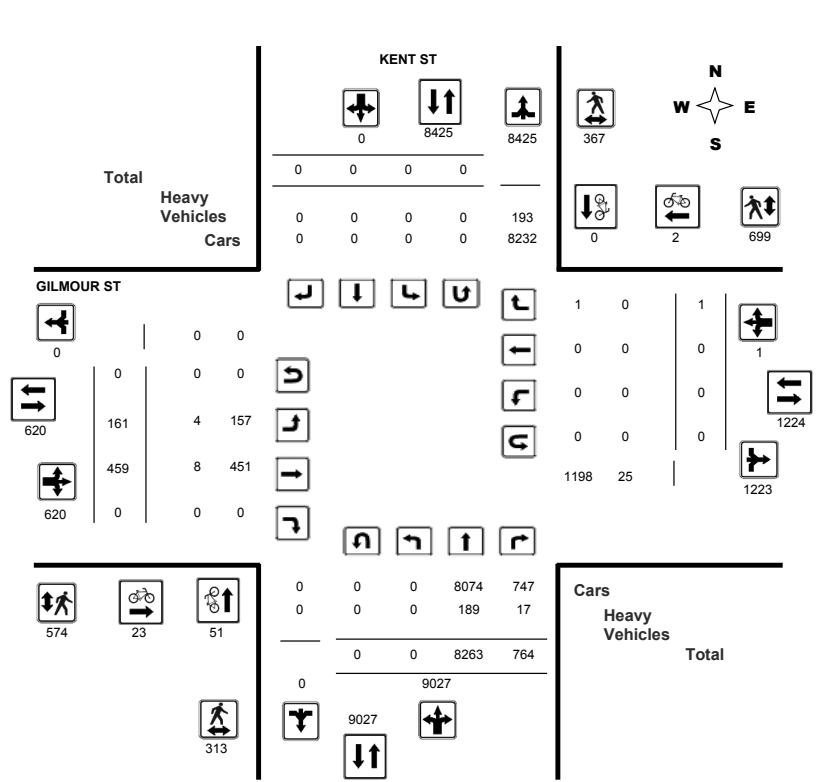 KENT ST
N
W E
S
0 8425 8425 367
0 0 0 0
Total
Heavy
Vehicles
Cars
0 0 0 0 193
0 0 0 0 8232
0 2 699
GILMOUR ST
0
0 0
0 0 0
620
161 4 157
459 8 451
620
0 0 0
1 0 1
0 0 0
1
0 0 0
1224
0 0 0
1198 25
1223
0 0 0 8074 747
0 0 0 189 17
0 0 8263 764
0 9027
9027
Cars
Heavy
Vehicles
Total
574 23 51
313